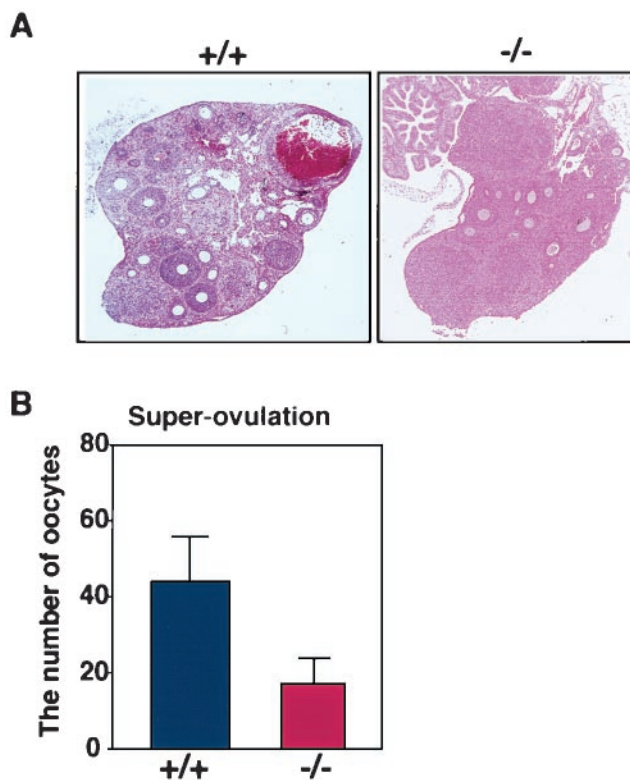 A
+/+ -/-
B
Super-ovulation
The number of oocytes
80
60
40
20
0
+/+ -/-